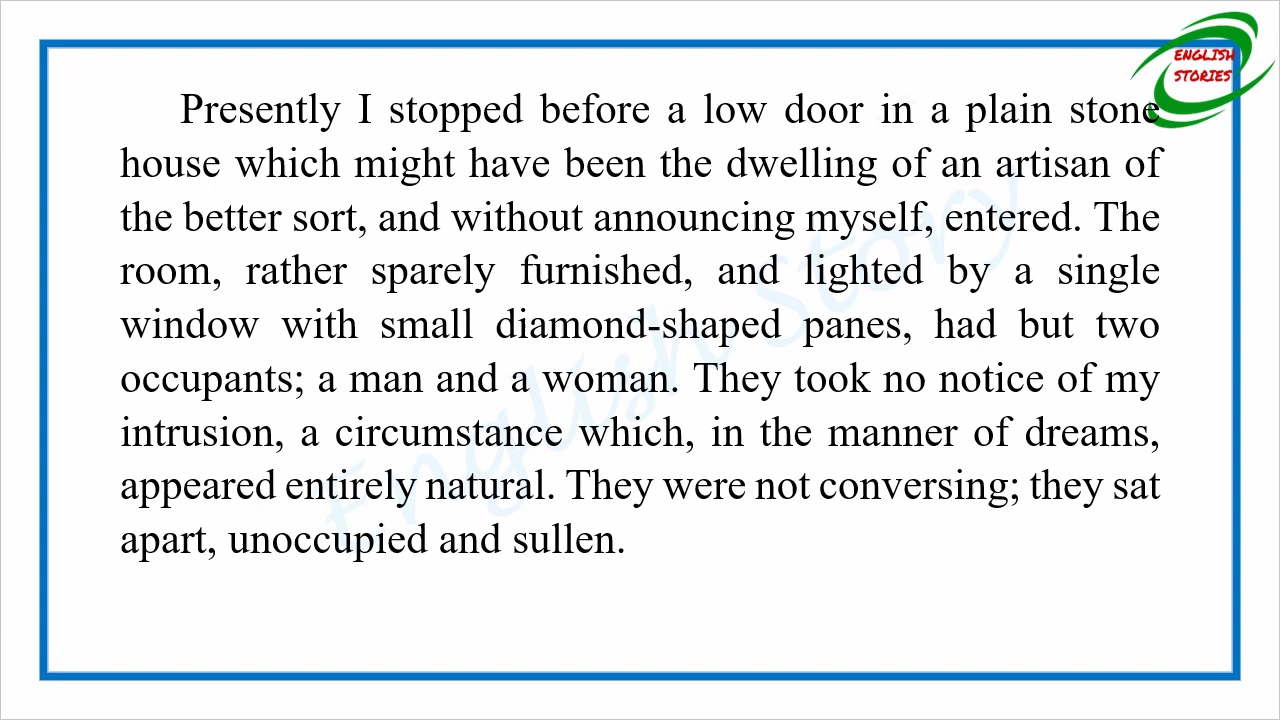 ENGLISH
STORIES
Presently I stopped before a low door in a plain stone
house which might have been the dwelling of an artisan of
the better sort, and without announcing myself, entered. The
room, rather sparely furnished, and lighted by a single
window with small diamond-shaped panes, had but two
occupants; a man and a woman. They took no notice of my
intrusion, a circumstance which, in the manner of dreams,
appeared entirely natural. They were not conversing; they sat
apart, unoccupied and sullen.
English Story